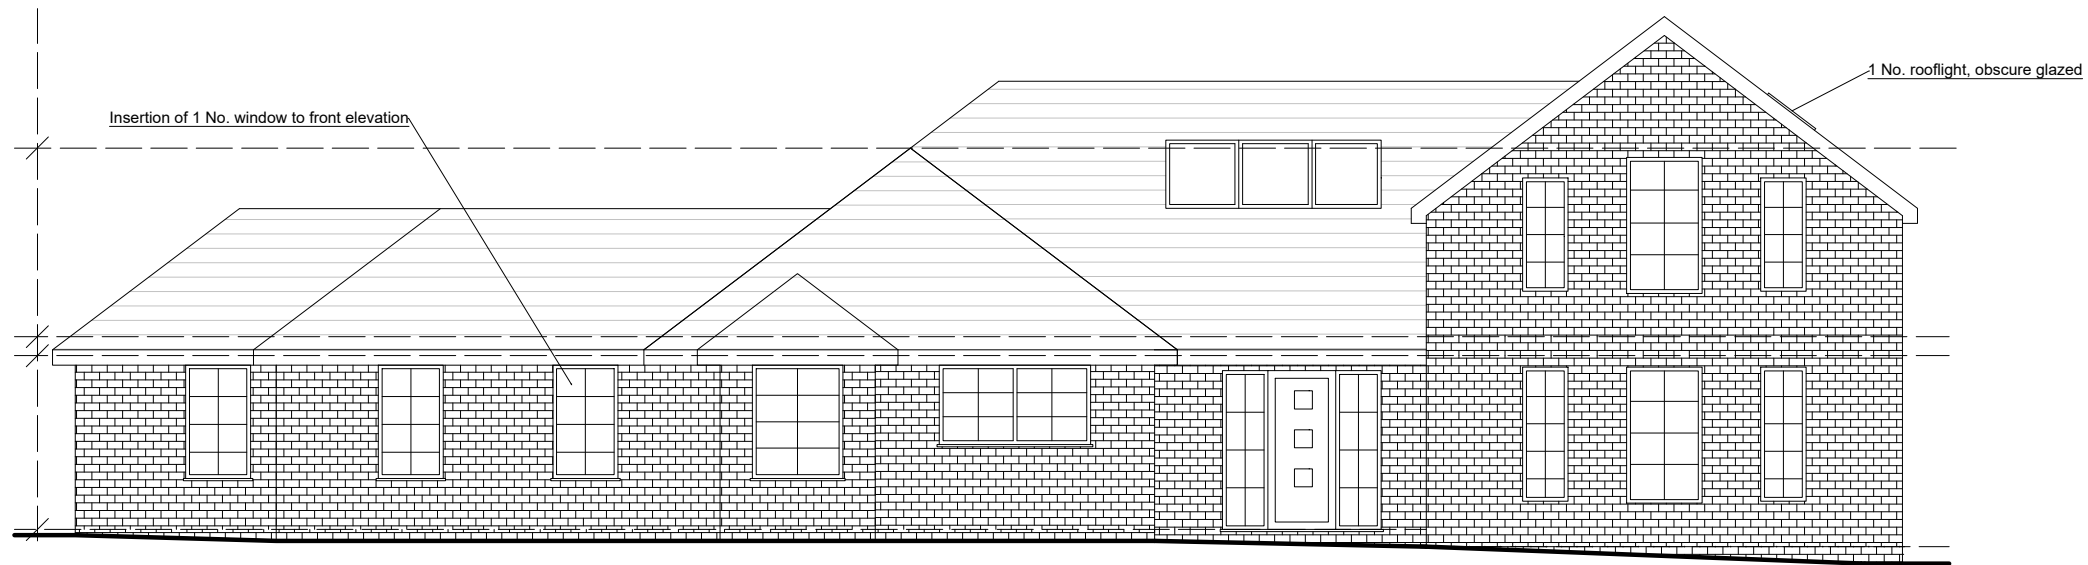 1 No. rooflight, obscure glazed
Insertion of 1 No. window to front elevation